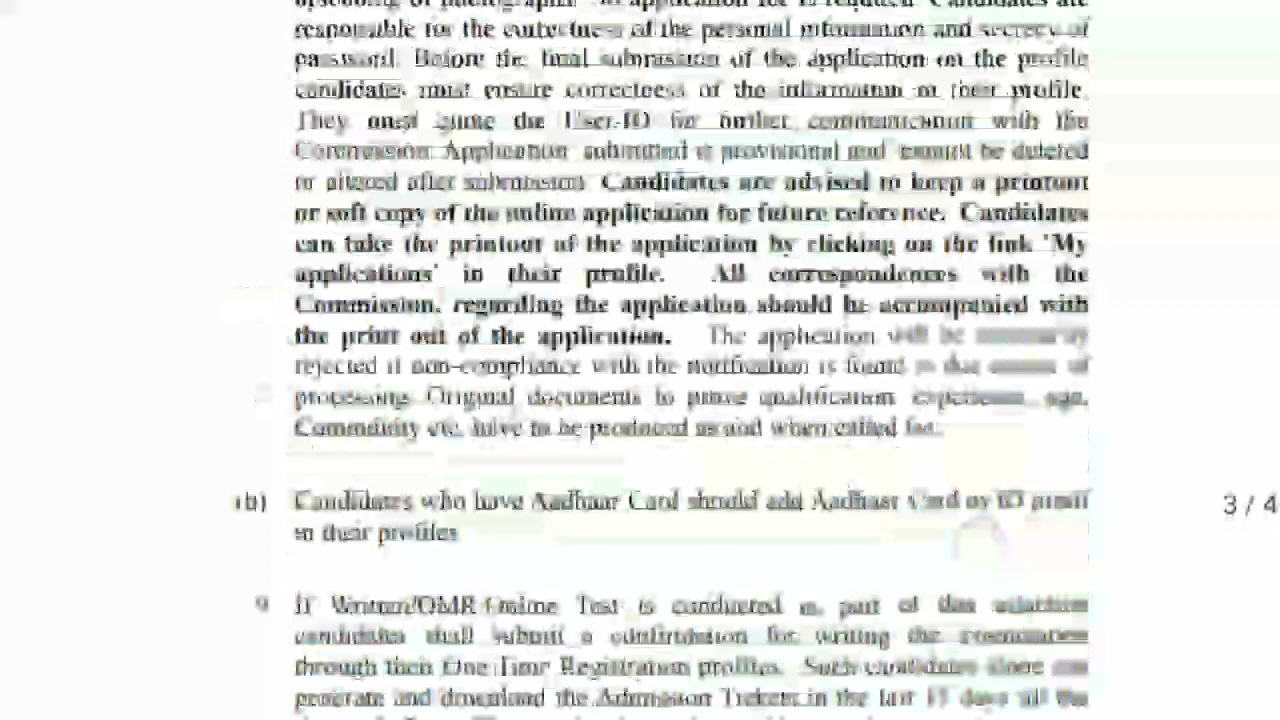 responsible for the correctness of the personal information and secrecy of
password. Before the final submission of the application on the profile
candidates must ensure correctness of the information in their profile.
They must quote the User-ID for further communication with the
Commission. Application submitted is provisional and cannot be deleted
or altered after submission. Candidates are advised to keep a printout
or soft copy of the online application for future reference. Candidates
can take the printout of the application by clicking on the link 'My
applications' in their profile. All correspondences with the
Commission, regarding the application should be accompanied with
the print out of the application. The application will be
rejected if non-compliance with the notification is found in due course of
processing. Original documents to prove qualification, experience, age,
Community etc. have to be produced as and when called for.
(b) Candidates who have Aadhaar Card should add Aadhaar Card as ID proof
in their profiles
3 / 4
9 If Written/OMR/Online Test is conducted as part of this selection
candidates shall submit a confirmation for writing the examination
through their One Time Registration profiles. Such candidates alone can
generate and download the Admission Tickets in the last 15 days till the